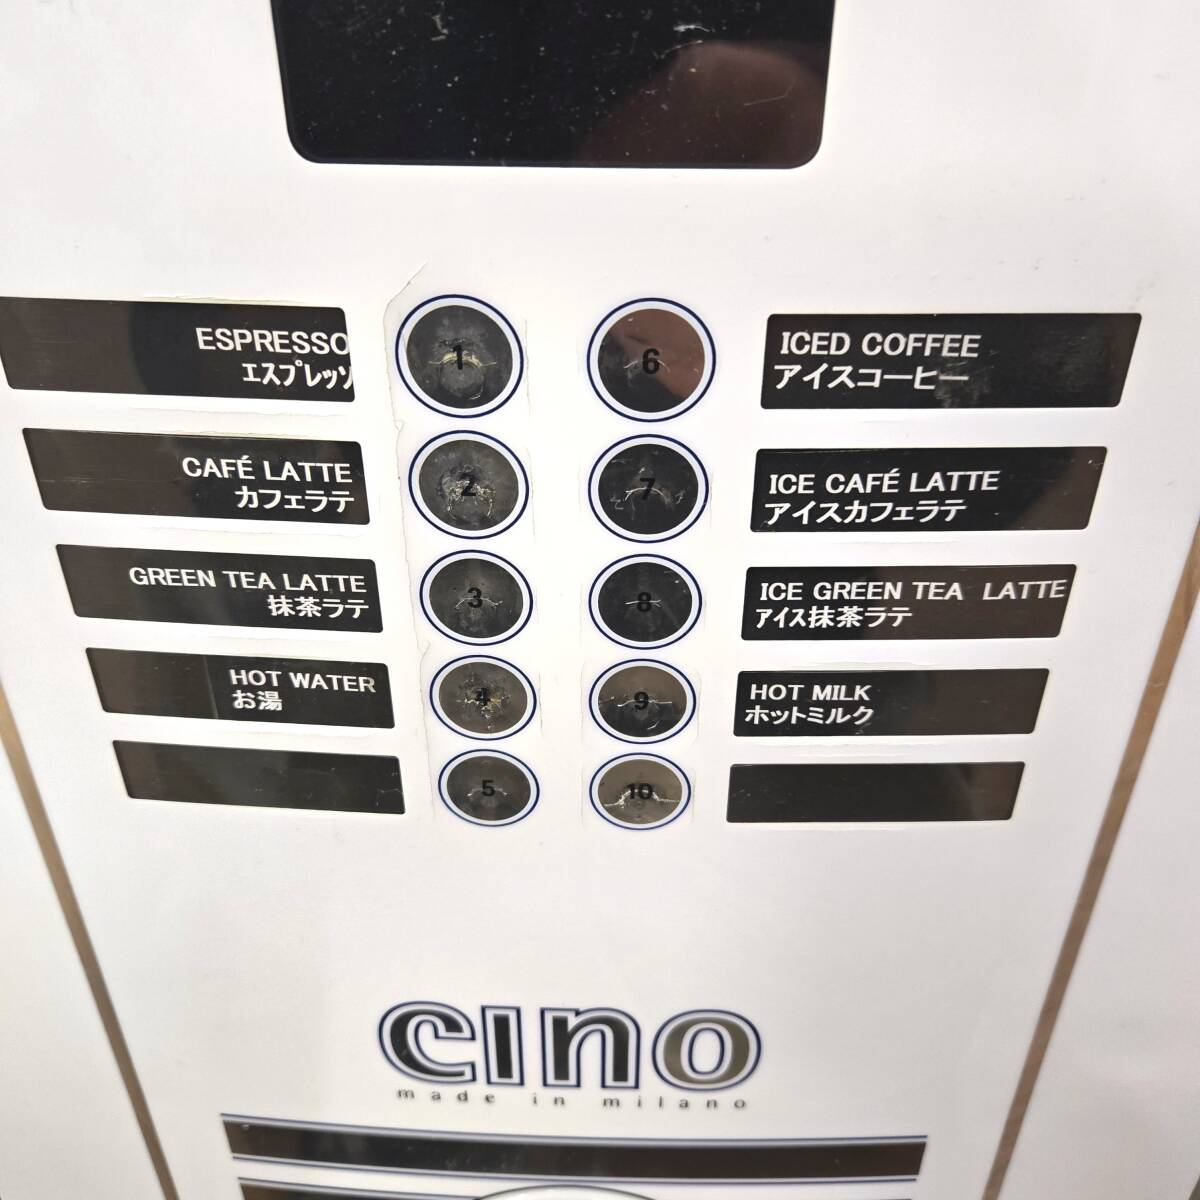 ESPRESSO
エスプレッソ
1
6
ICED COFFEE
アイスコーヒー
CAFÉ LATTE
カフェラテ
2
7
ICE CAFÉ LATTE
アイスカフェラテ
GREEN TEA LATTE
抹茶ラテ
3
8
ICE GREEN TEA LATTE
アイス抹茶ラテ
HOT WATER
お湯
4
9
HOT MILK
ホットミルク
5
10
cino
made in milano